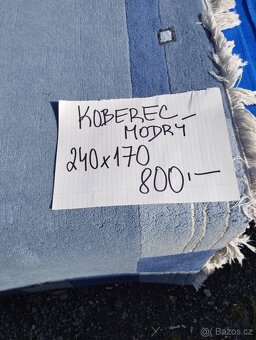 KOBEREC –
MODRÝ
240x170
800,–
© Bazos.cz